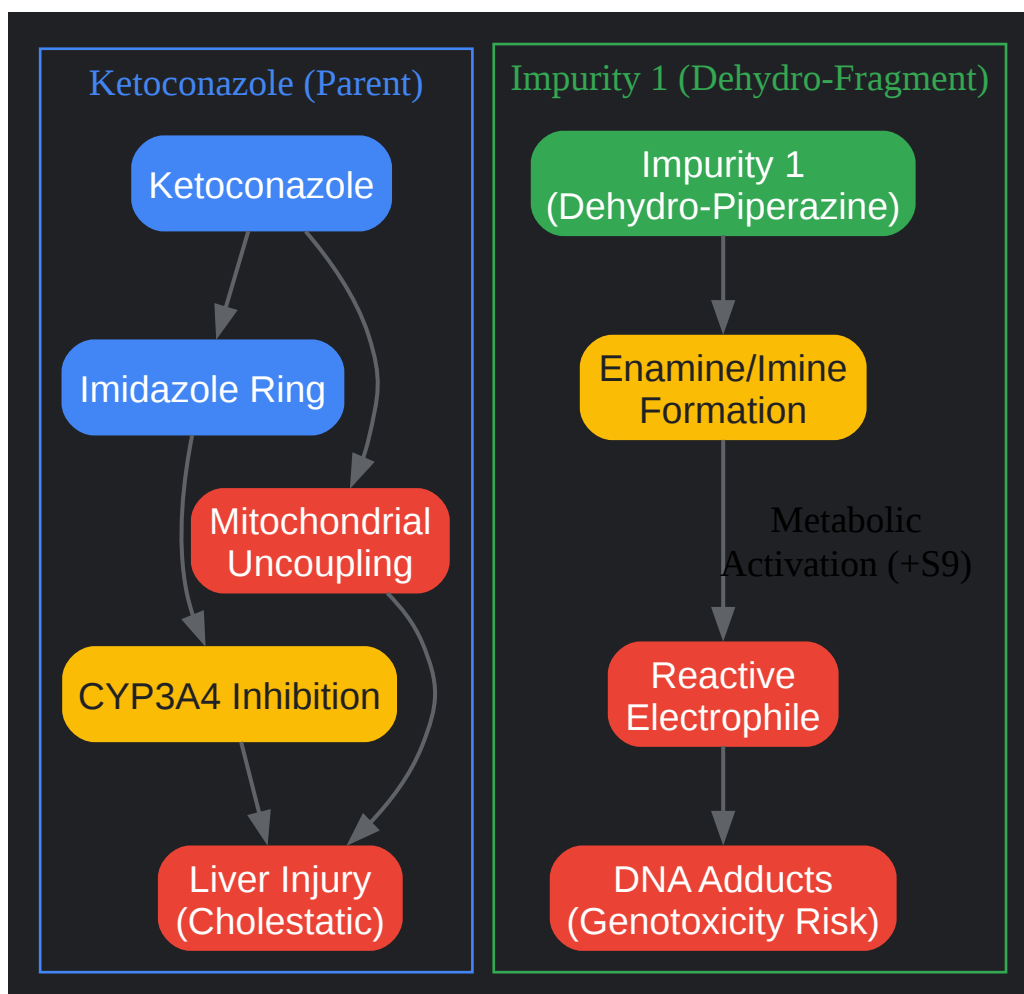 Ketoconazole (Parent)
Ketoconazole
Imidazole Ring
Mitochondrial
Uncoupling
CYP3A4 Inhibition
Liver Injury
(Cholestatic)
Impurity 1 (Dehydro-Fragment)
Impurity 1
(Dehydro-Piperazine)
Enamine/Imine
Formation
Metabolic
Activation (+S9)
Reactive
Electrophile
DNA Adducts
(Genotoxicity Risk)